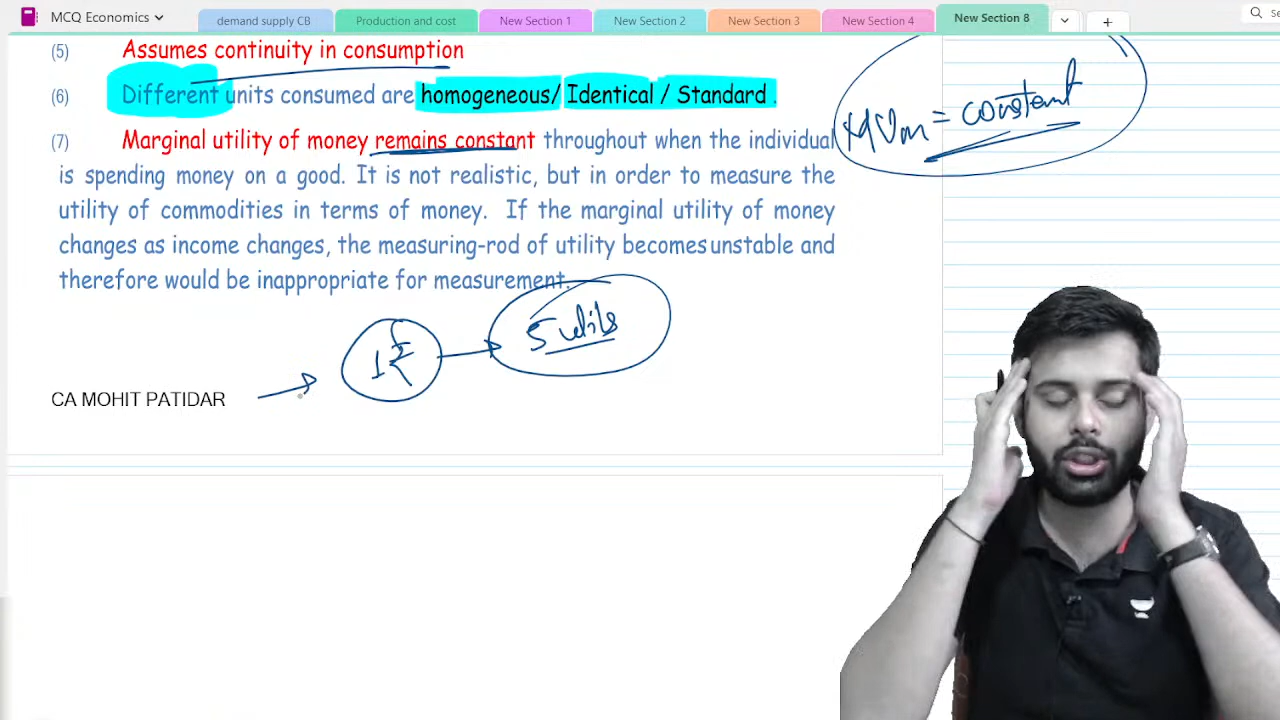 MCQ Economics
demand supply CB
Production and cost
New Section 1
New Section 2
New Section 3
New Section 4
New Section 8
+
Se
(5) Assumes continuity in consumption
(6) Different units consumed are homogeneous/ Identical / Standard .
(7) Marginal utility of money remains constant throughout when the individual
is spending money on a good. It is not realistic, but in order to measure the
utility of commodities in terms of money. If the marginal utility of money
changes as income changes, the measuring-rod of utility becomes unstable and
therefore would be inappropriate for measurement.
MUm = constant
1 ₹
5 utils
CA MOHIT PATIDAR